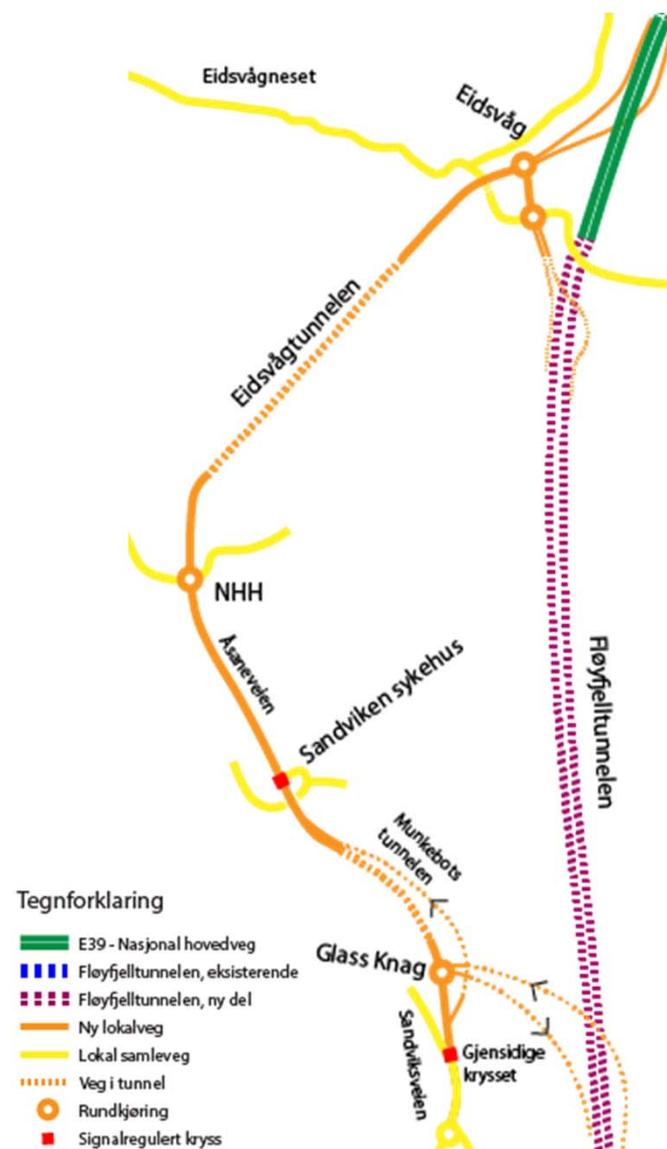 Eidsvågneset
Eidsvåg
Eidsvågtunnelen
NHH
Åsaneveien
Sandviken sykehus
Fløyfjelltunnelen
Munkebots
tunnelen
Glass Knag
Sandviksveien
Gjensidige
krysset
Tegnforklaring
E39 - Nasjonal hovedveg
Fløyfjelltunnelen, eksisterende
Fløyfjelltunnelen, ny del
Ny lokalveg
Lokal samleveg
Veg i tunnel
Rundkjøring
Signalregulert kryss